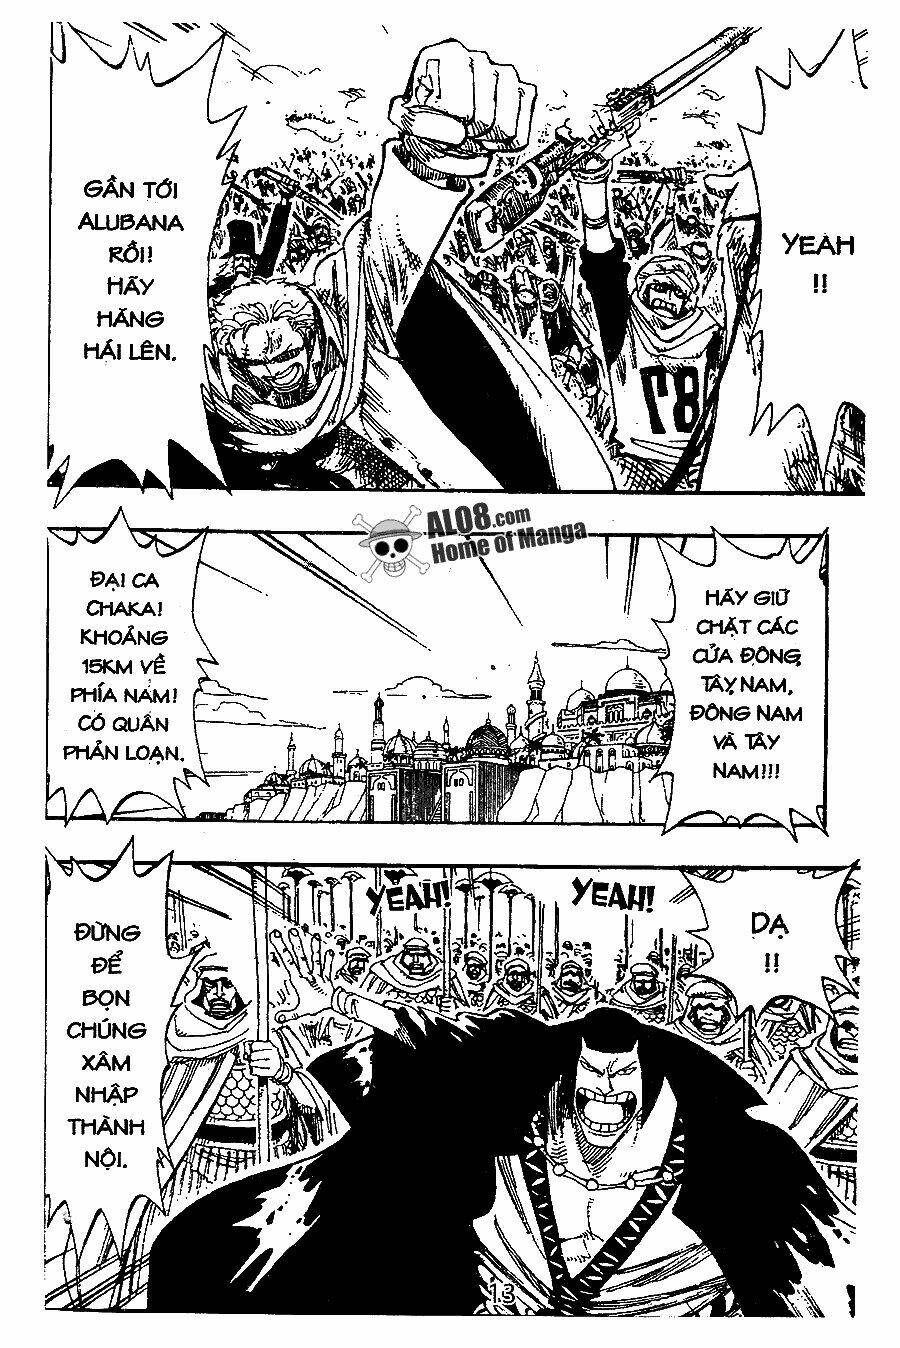 GẦN TỚI
ALUBANA
RỒI!
HÃY
HĂNG
HÁI LÊN.
YEAH
!!
78
AL08.com
Home of Manga
ĐẠI CA
CHAKA!
KHOẢNG
15KM VỀ
PHÍA NAM!
CÓ QUÂN
PHẢN LOẠN.
HÃY GIỮ
CHẶT CÁC
CỬA ĐÔNG,
TÂY, NAM,
ĐÔNG NAM
VÀ TÂY
NAM!!!
YEAH!
YEAH!
DẠ
!!
ĐỪNG
ĐỂ
BỌN
CHÚNG
XÂM
NHẬP
THÀNH
NỘI.
13